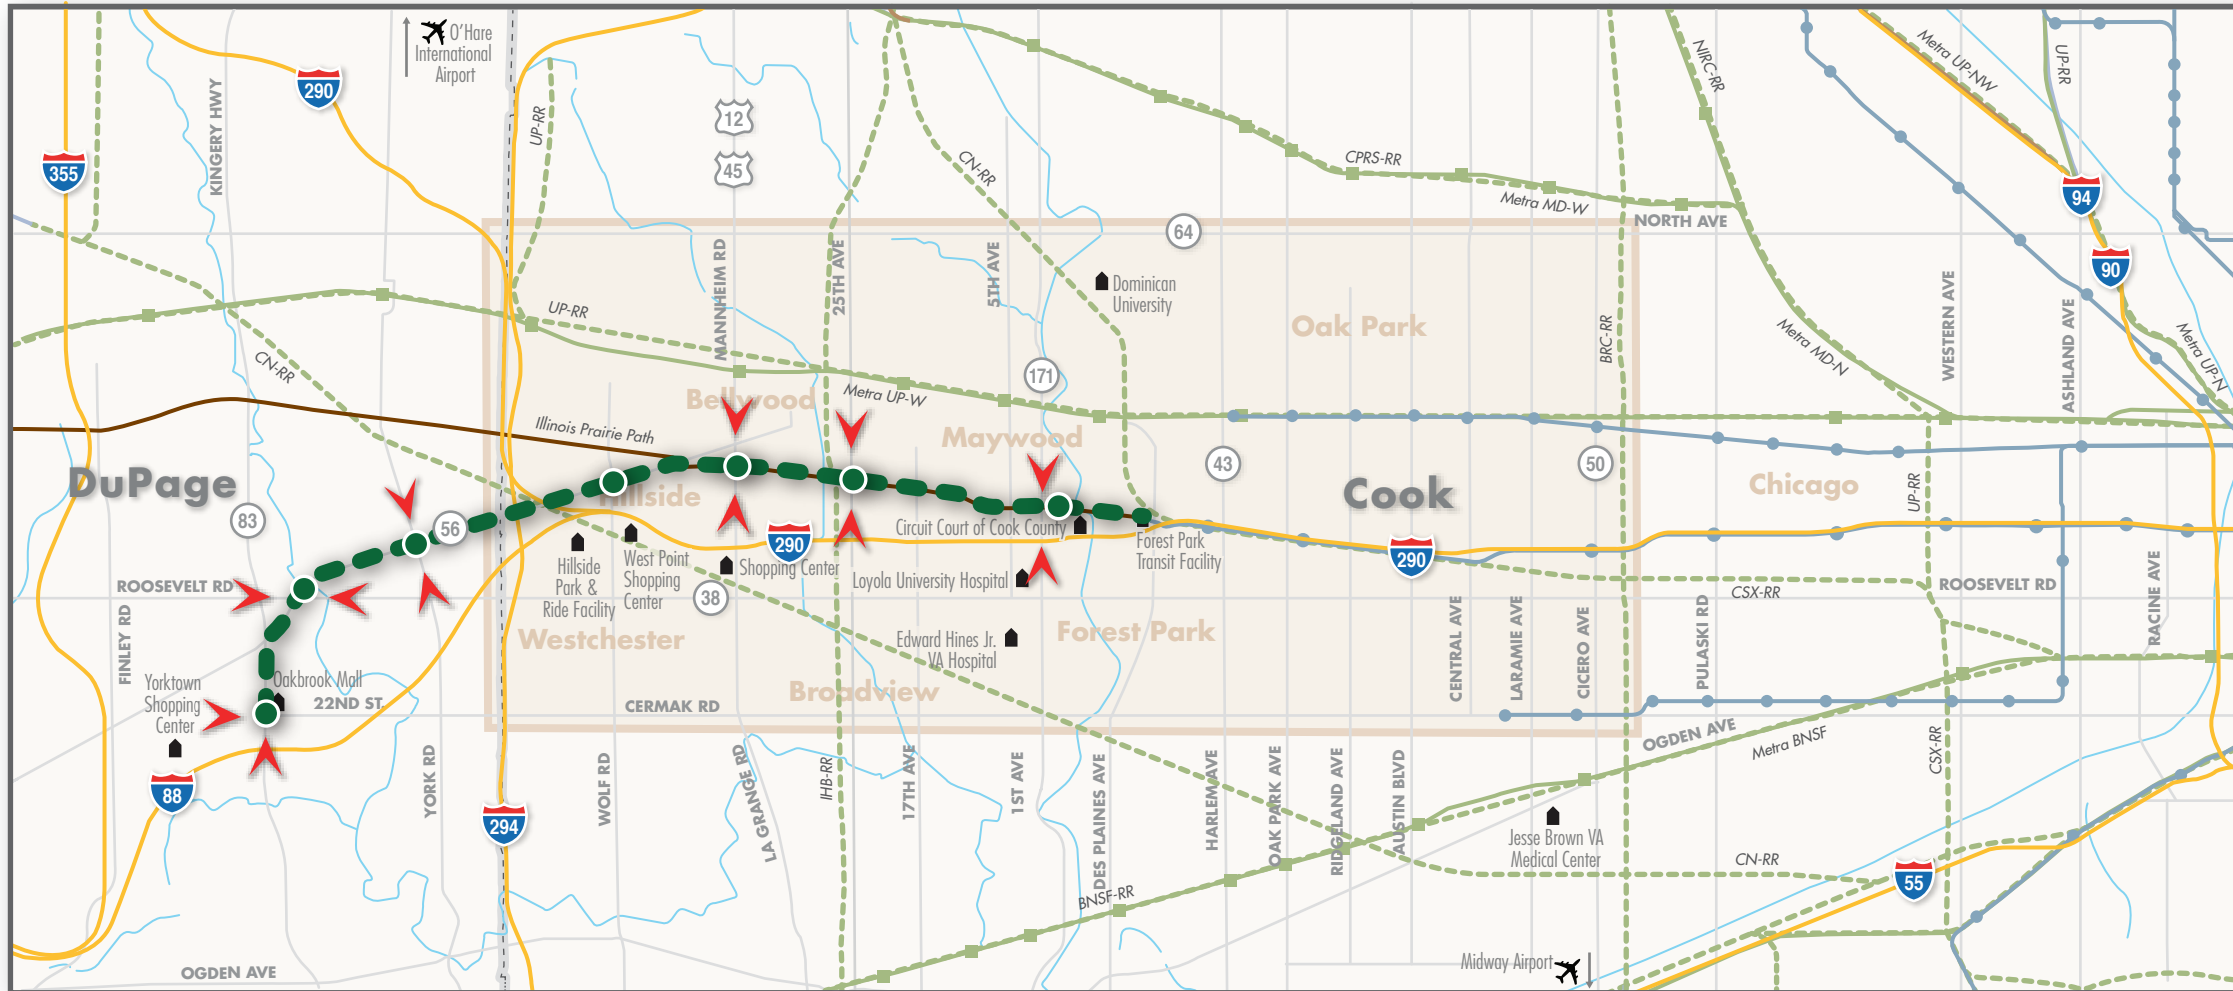 O'Hare
International
Airport
290
355
KINGERY HWY
UP-RR
12
45
CN-RR
CPRS-RR
Metra MD-W
NIRC-RR
Metra UP-NW
UP-RR
94
90
NORTH AVE
64
MANNHEIM RD
25TH AVE
5TH AVE
Dominican
University
Oak Park
BRC-RR
Metra MD-N
WESTERN AVE
ASHLAND AVE
Metra UP-N
UP-RR
CN-RR
171
Bellwood
Metra UP-W
Illinois Prairie Path
Maywood
DuPage
83
56
Hillside
43
Cook
50
Chicago
UP-RR
Circuit Court of Cook County
290
290
Forest Park
Transit Facility
Hillside
Park &
Ride Facility
West Point
Shopping
Center
Shopping Center
Loyola University Hospital
38
ROOSEVELT RD
ROOSEVELT RD
CSX-RR
FINLEY RD
Westchester
Edward Hines Jr.
VA Hospital
Forest Park
CENTRAL AVE
LARAMIE AVE
CICERO AVE
PULASKI RD
RACINE AVE
Yorktown
Shopping
Center
Oakbrook Mall
22ND ST.
Broadview
CERMAK RD
OGDEN AVE
Metra BNSF
CSX-RR
88
YORK RD
294
WOLF RD
LA GRANGE RD
IHB-RR
17TH AVE
1ST AVE
DES PLAINES AVE
HARLEM AVE
OAK PARK AVE
RIDGELAND AVE
AUSTIN BLVD
Jesse Brown VA
Medical Center
CN-RR
55
BNSF-RR
Midway Airport
OGDEN AVE